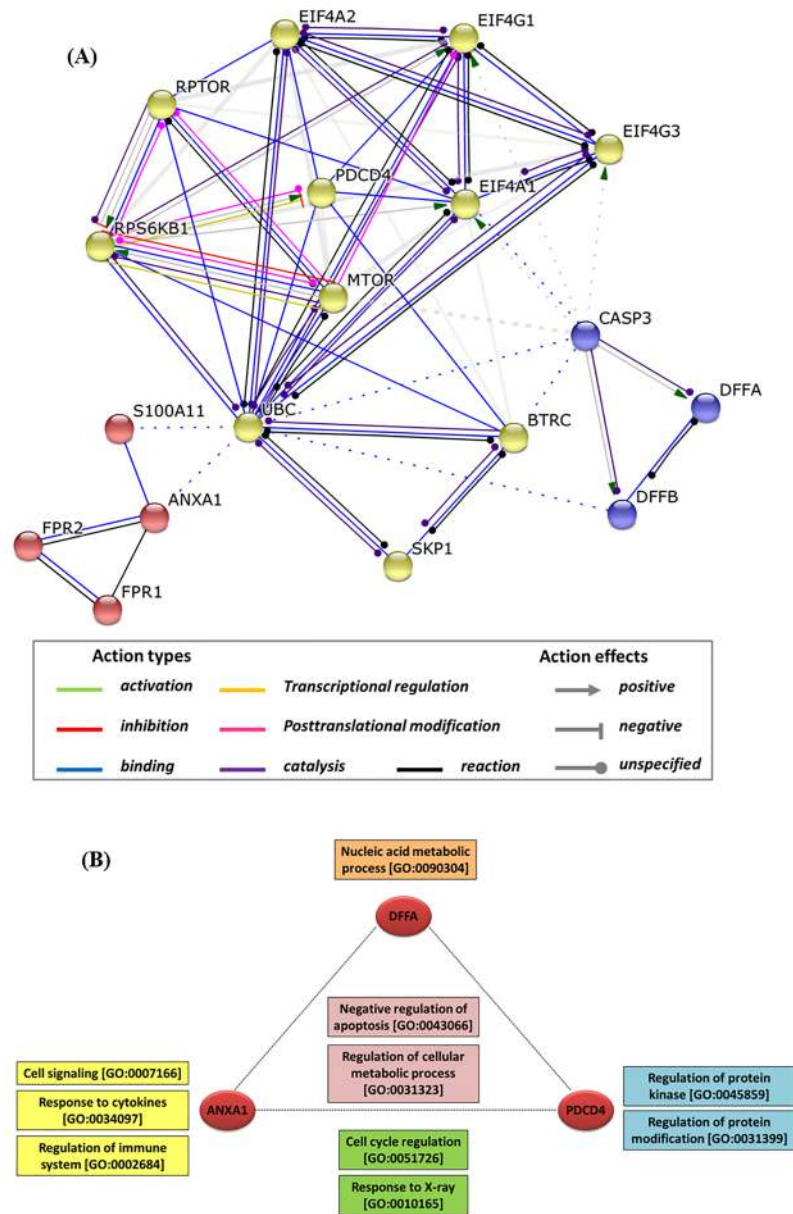 (A)
EIF4A2
EIF4G1
RPTOR
EIF4G3
PDCD4
EIF4A1
RPS6KB1
MTOR
CASP3
DFFA
S100A11
UBC
BTRC
ANXA1
DFFB
FPR2
SKP1
FPR1
Action types
Action effects
activation
Transcriptional regulation
positive
inhibition
Posttranslational modification
negative
binding
catalysis
reaction
unspecified
(B)
Nucleic acid metabolic
process [GO:0090304]
DFFA
Negative regulation of
apoptosis [GO:0043066]
Regulation of cellular
metabolic process
[GO:0031323]
Cell signaling [GO:0007166]
Response to cytokines
[GO:0034097]
Regulation of immune
system [GO:0002684]
ANXA1
PDCD4
Regulation of protein
kinase [GO:0045859]
Regulation of protein
modification [GO:0031399]
Cell cycle regulation
[GO:0051726]
Response to X-ray
[GO:0010165]